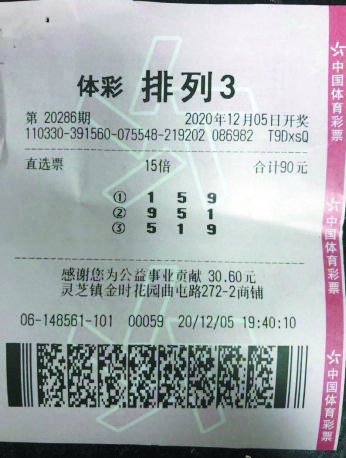 体彩 排列3
第 20286期 2020年12月05日开奖
110330-391560-075548-219202 086982 T9DxsQ
直选票 15倍 合计90元
① 1 5 9
② 9 5 1
③ 5 1 9
感谢您为公益事业贡献 30.60元
灵芝镇金时花园曲屯路272-2商铺
06-148561-101 00059 20/12/05 19:40:10
中国体育彩票
中国体育彩票
中国体育彩票